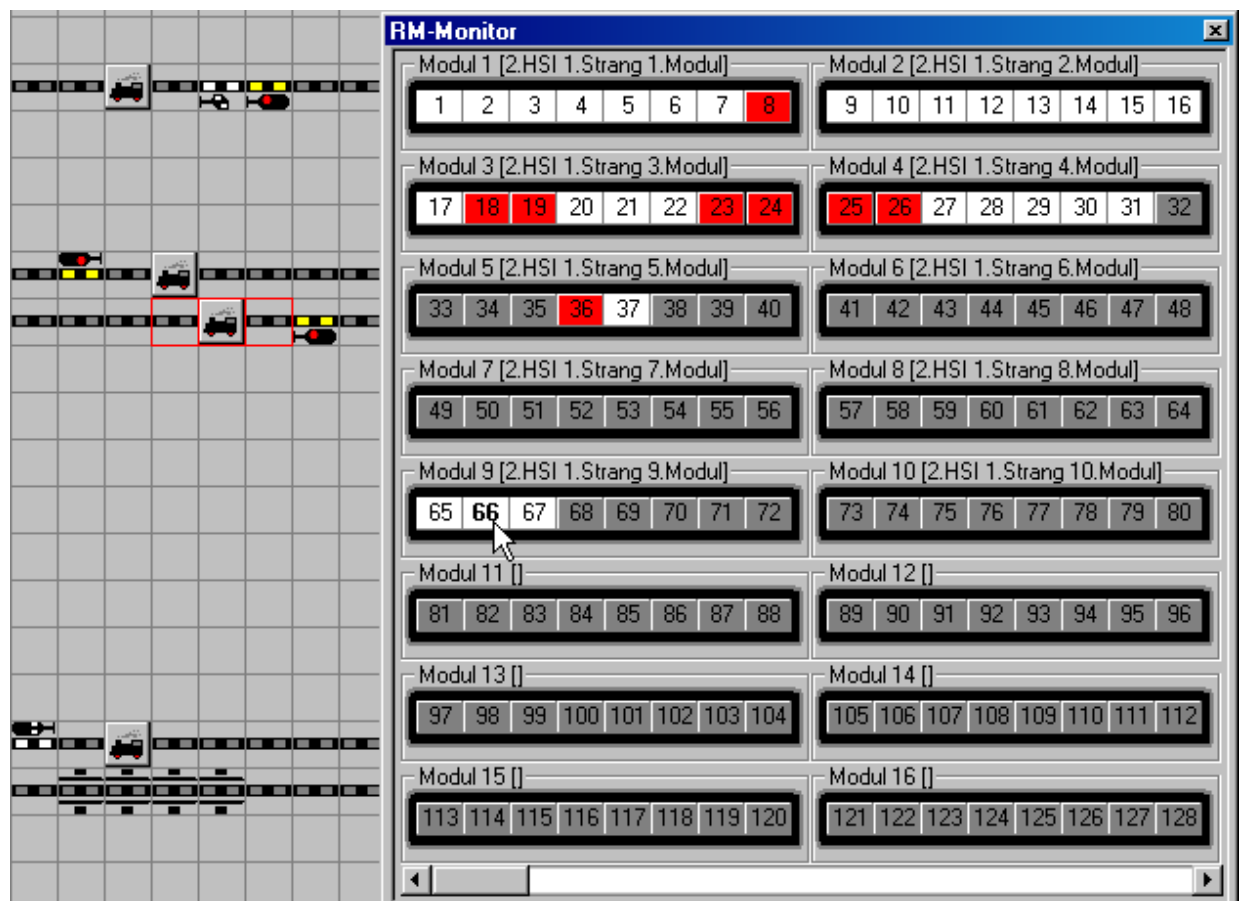 RM-Monitor
Modul 1 [2.HSI 1.Strang 1.Modul] Modul 2 [2.HSI 1.Strang 2.Modul]
1 2 3 4 5 6 7 8 9 10 11 12 13 14 15 16
Modul 3 [2.HSI 1.Strang 3.Modul] Modul 4 [2.HSI 1.Strang 4.Modul]
17 18 19 20 21 22 23 24 25 26 27 28 29 30 31 32
Modul 5 [2.HSI 1.Strang 5.Modul] Modul 6 [2.HSI 1.Strang 6.Modul]
33 34 35 36 37 38 39 40 41 42 43 44 45 46 47 48
Modul 7 [2.HSI 1.Strang 7.Modul] Modul 8 [2.HSI 1.Strang 8.Modul]
49 50 51 52 53 54 55 56 57 58 59 60 61 62 63 64
Modul 9 [2.HSI 1.Strang 9.Modul] Modul 10 [2.HSI 1.Strang 10.Modul]
65 66 67 68 69 70 71 72 73 74 75 76 77 78 79 80
Modul 11 [] Modul 12 []
81 82 83 84 85 86 87 88 89 90 91 92 93 94 95 96
Modul 13 [] Modul 14 []
97 98 99 100 101 102 103 104 105 106 107 108 109 110 111 112
Modul 15 [] Modul 16 []
113 114 115 116 117 118 119 120 121 122 123 124 125 126 127 128